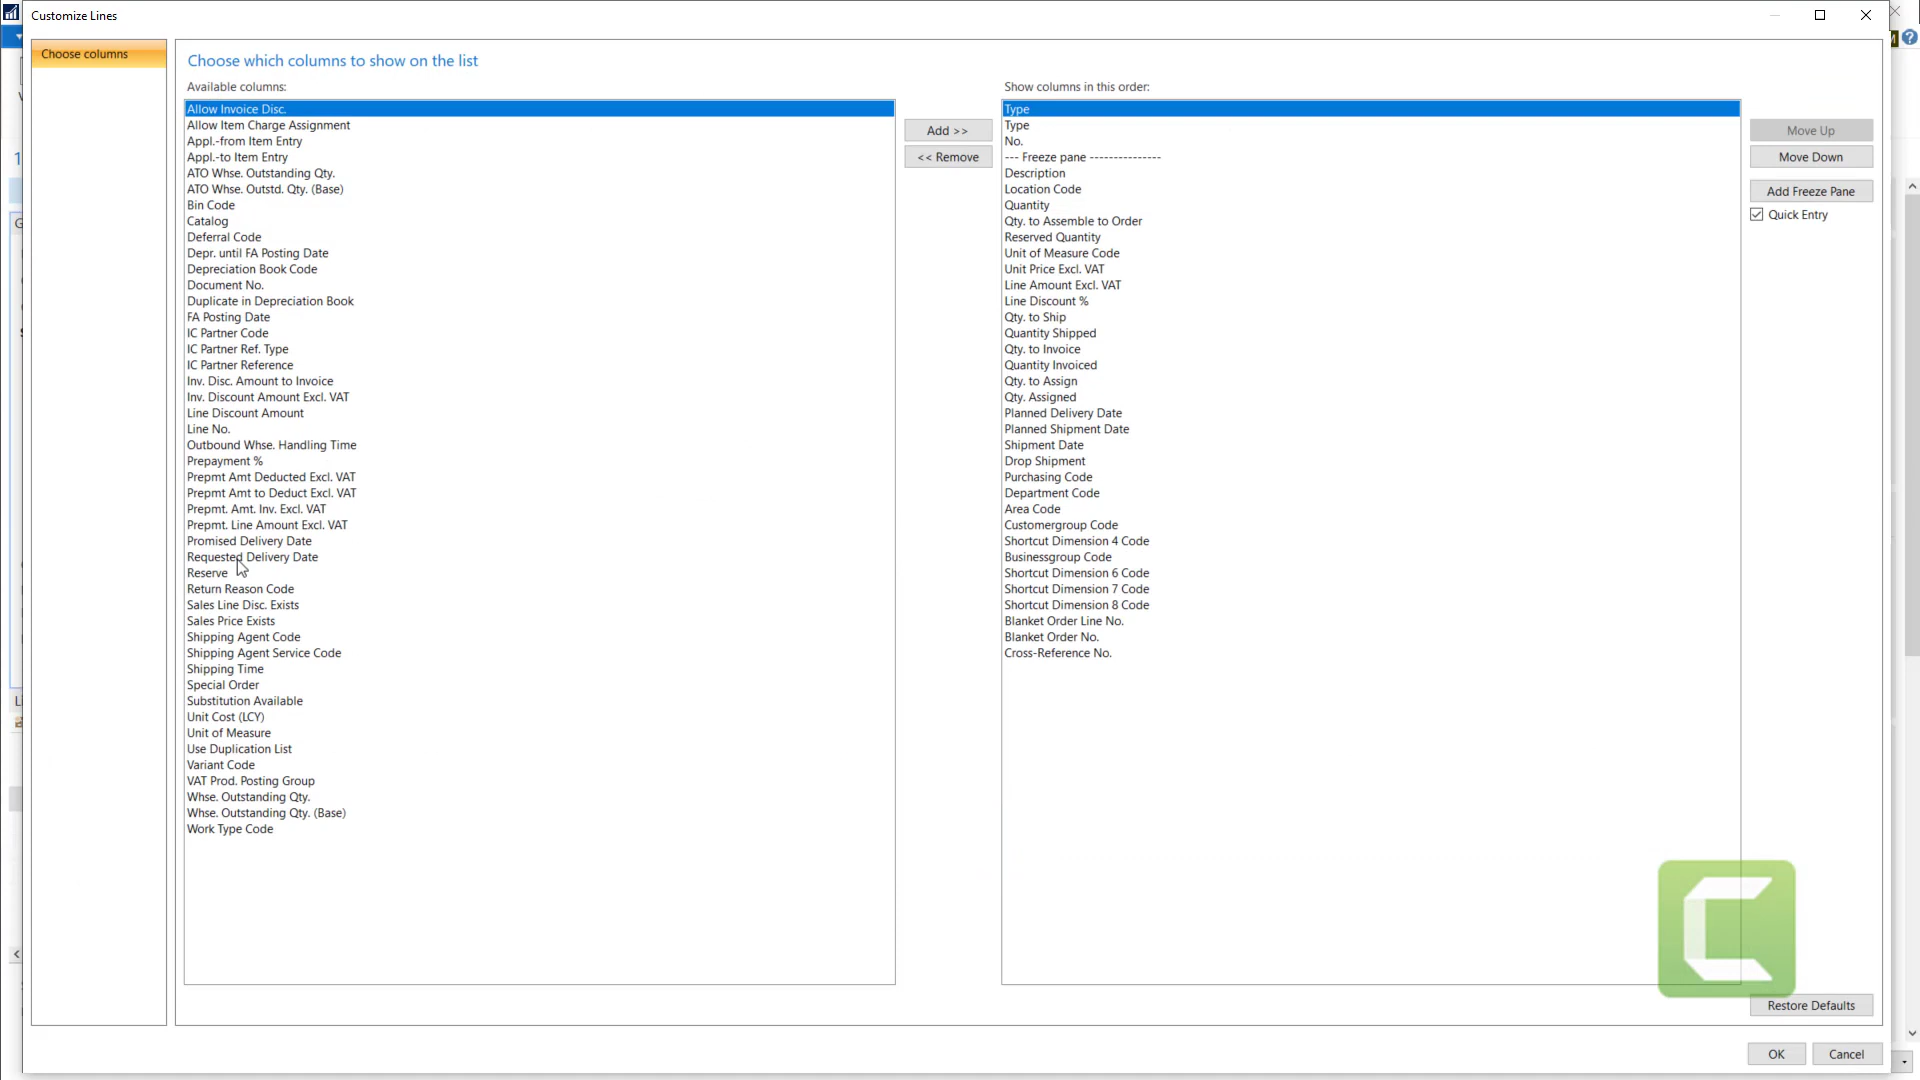 Customize Lines
Choose columns
Choose which columns to show on the list
Available columns:
Allow Invoice Disc.
Allow Item Charge Assignment
Appl.-from Item Entry
Appl.-to Item Entry
ATO Whse. Outstanding Qty.
ATO Whse. Outstd. Qty. (Base)
Bin Code
Catalog
Deferral Code
Depr. until FA Posting Date
Depreciation Book Code
Document No.
Duplicate in Depreciation Book
FA Posting Date
IC Partner Code
IC Partner Ref. Type
IC Partner Reference
Inv. Disc. Amount to Invoice
Inv. Discount Amount Excl. VAT
Line Discount Amount
Line No.
Outbound Whse. Handling Time
Prepayment %
Prepmt Amt Deducted Excl. VAT
Prepmt Amt to Deduct Excl. VAT
Prepmt. Amt. Inv. Excl. VAT
Prepmt. Line Amount Excl. VAT
Promised Delivery Date
Requested Delivery Date
Reserve
Return Reason Code
Sales Line Disc. Exists
Sales Price Exists
Shipping Agent Code
Shipping Agent Service Code
Shipping Time
Special Order
Substitution Available
Unit Cost (LCY)
Unit of Measure
Use Duplication List
Variant Code
VAT Prod. Posting Group
Whse. Outstanding Qty.
Whse. Outstanding Qty. (Base)
Work Type Code
Add >>
<< Remove
Show columns in this order:
Type
Type
No.
--- Freeze pane ---------------
Description
Location Code
Quantity
Qty. to Assemble to Order
Reserved Quantity
Unit of Measure Code
Unit Price Excl. VAT
Line Amount Excl. VAT
Line Discount %
Qty. to Ship
Quantity Shipped
Qty. to Invoice
Quantity Invoiced
Qty. to Assign
Qty. Assigned
Planned Delivery Date
Planned Shipment Date
Shipment Date
Drop Shipment
Purchasing Code
Department Code
Area Code
Customergroup Code
Shortcut Dimension 4 Code
Businessgroup Code
Shortcut Dimension 6 Code
Shortcut Dimension 7 Code
Shortcut Dimension 8 Code
Blanket Order Line No.
Blanket Order No.
Cross-Reference No.
Move Up
Move Down
Add Freeze Pane
Quick Entry
Restore Defaults
OK
Cancel